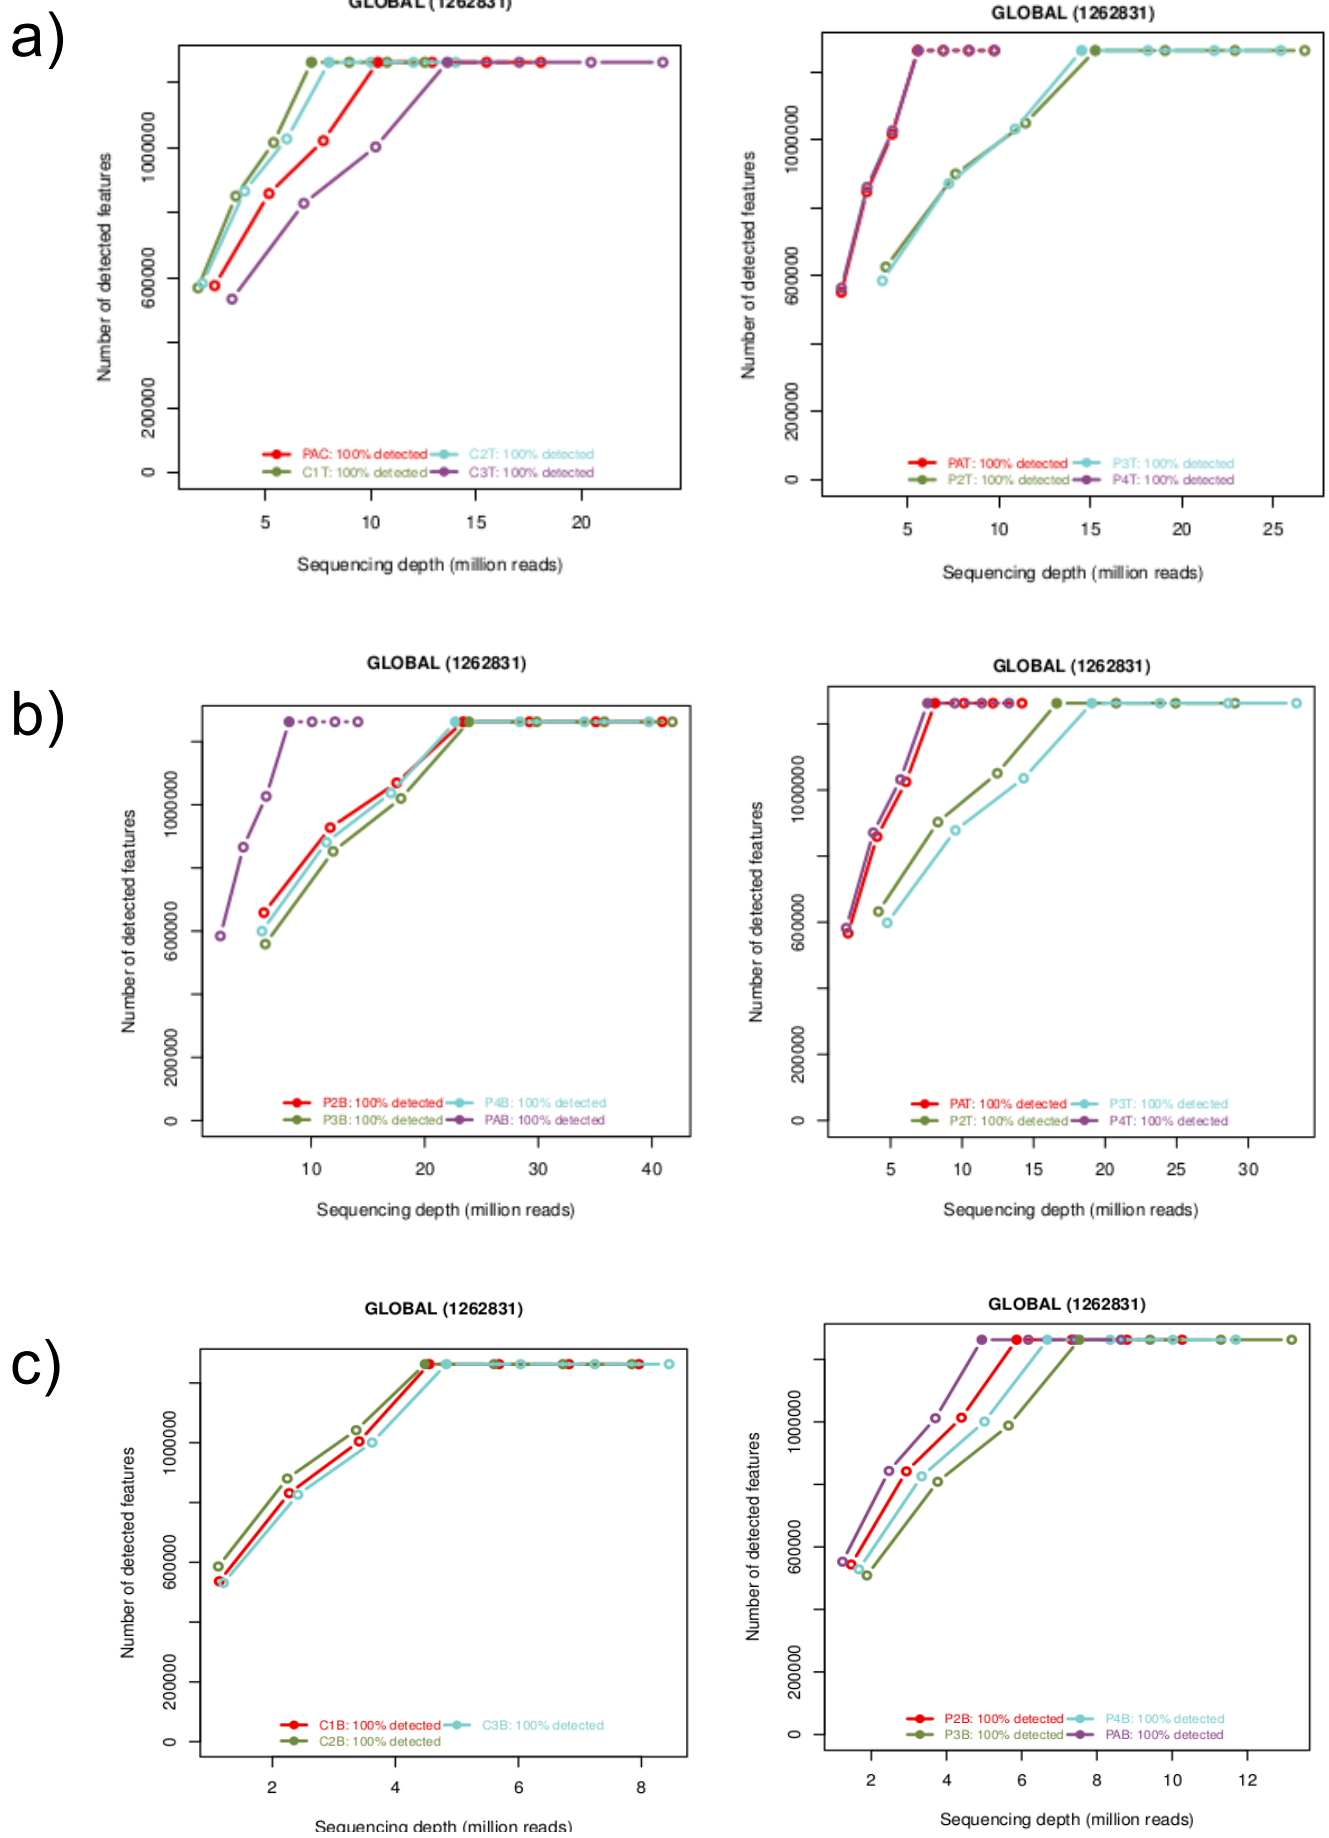 a)
GLOBAL (1262831)
Number of detected features
0 200000 600000 1000000
PAC: 100% detected C2T: 100% detected
C1T: 100% detected C3T: 100% detected
5 10 15 20
Sequencing depth (million reads)
GLOBAL (1262831)
Number of detected features
0 200000 600000 1000000
PAT: 100% detected P3T: 100% detected
P2T: 100% detected P4T: 100% detected
5 10 15 20 25
Sequencing depth (million reads)
b)
GLOBAL (1262831)
Number of detected features
0 200000 600000 1000000
P2B: 100% detected P4B: 100% detected
P3B: 100% detected PAB: 100% detected
10 20 30 40
Sequencing depth (million reads)
GLOBAL (1262831)
Number of detected features
0 200000 600000 1000000
PAT: 100% detected P3T: 100% detected
P2T: 100% detected P4T: 100% detected
5 10 15 20 25 30
Sequencing depth (million reads)
c)
GLOBAL (1262831)
Number of detected features
0 200000 600000 1000000
C1B: 100% detected C3B: 100% detected
C2B: 100% detected
2 4 6 8
Sequencing depth (million reads)
GLOBAL (1262831)
Number of detected features
0 200000 600000 1000000
P2B: 100% detected P4B: 100% detected
P3B: 100% detected PAB: 100% detected
2 4 6 8 10 12
Sequencing depth (million reads)